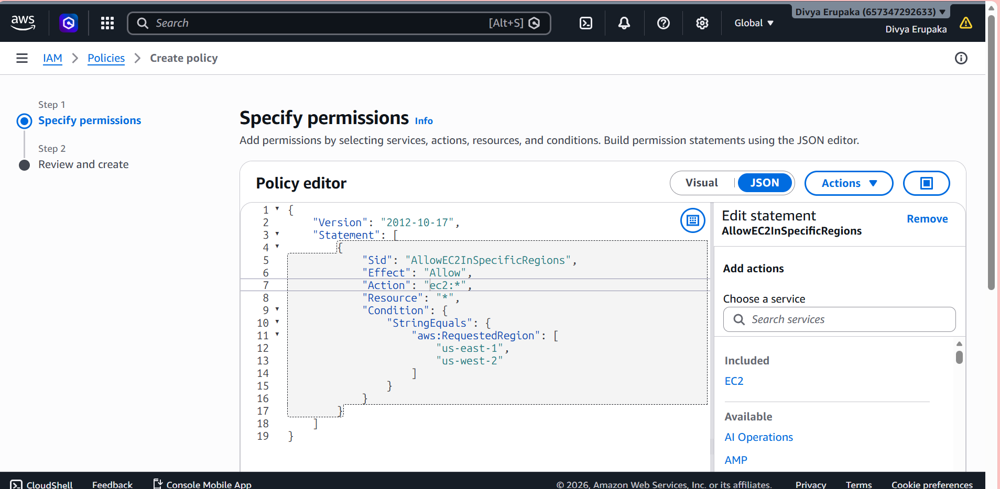 aws
Search
[Alt+S]
Global
Divya Erupaka (657347292633)
Divya Erupaka
IAM
Policies
Create policy
Step 1
Specify permissions
Step 2
Review and create
Specify permissions Info
Add permissions by selecting services, actions, resources, and conditions. Build permission statements using the JSON editor.
Policy editor
Visual
JSON
Actions
1 {
2 "Version": "2012-10-17",
3 "Statement": [
4 {
5 "Sid": "AllowEC2InSpecificRegions",
6 "Effect": "Allow",
7 "Action": "ec2:*",
8 "Resource": "*",
9 "Condition": {
10 "StringEquals": {
11 "aws:RequestedRegion": [
12 "us-east-1",
13 "us-west-2"
14 ]
15 }
16 }
17 }
18 ]
19 }
Edit statement
AllowEC2InSpecificRegions
Remove
Add actions
Choose a service
Search services
Included
EC2
Available
AI Operations
AMP
CloudShell
Feedback
Console Mobile App
© 2026, Amazon Web Services, Inc. or its affiliates.
Privacy
Terms
Cookie preferences